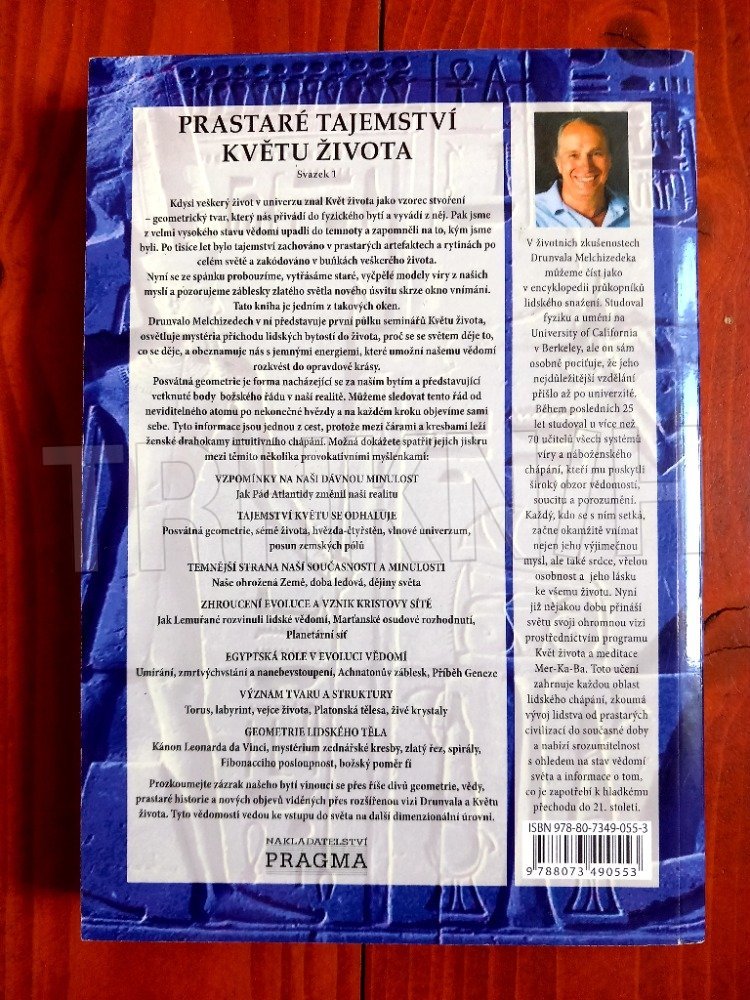 PRASTARÉ TAJEMSTVÍ
KVĚTU ŽIVOTA
Svazek 1
Kdysi veškerý život v univerzu znal Květ života jako vzorec stvoření
– geometrický tvar, který nás přivádí do fyzického bytí a vyvádí z něj. Pak jsme
z velmi vysokého stavu vědomí upadli do temnoty a zapomněli na to, kým jsme
byli. Po tisíce let bylo tajemství zachováno v prastarých artefaktech a rytinách po
celém světě a zakódováno v buňkách veškerého života.
Nyní se ze spánku probouzíme, vytřásáme staré, vyčpělé modely víry z našich
myslí a pozorujeme záblesky zlatého světla nového úsvitu skrze okno vnímání.
Tato kniha je jedním z takových oken.
Drunvalo Melchizedech v ní představuje první půlku seminářů Květu života,
osvětluje mystéria příchodu lidských bytostí do života, proč se se světem děje to,
co se děje, a obeznamuje nás s jemnými energiemi, které umožní našemu vědomí
rozkvést do opravdové krásy.
Posvátná geometrie je forma nacházející se za naším bytím a představující
vetknuté body božského řádu v naší realitě. Můžeme sledovat tento řád od
neviditelného atomu po nekonečné hvězdy a na každém kroku objevíme sami
sebe. Tyto informace jsou jednou z cest, protože mezi čárami a kresbami leží
ženské drahokamy intuitivního chápání. Možná dokážete spatřit jejich jiskru
mezi těmito několika provokativními myšlenkami:
VZPOMÍNKY NA NAŠI DÁVNOU MINULOST
Jak Pád Atlantidy změnil naši realitu
TAJEMSTVÍ KVĚTU SE ODHALUJE
Posvátná geometrie, sémě života, hvězda-čtyřstěn, vlnové univerzum,
posun zemských pólů
TEMNĚJŠÍ STRANA NAŠÍ SOUČASNOSTI A MINULOSTI
Naše ohrožená Země, doba ledová, dějiny světa
ZHROUCENÍ EVOLUCE A VZNIK KRISTOVY SÍTĚ
Jak Lemuřané rozvinuli lidské vědomí, Marťanské osudové rozhodnutí,
Planetární síť
EGYPTSKÁ ROLE V EVOLUCI VĚDOMÍ
Umírání, zmrtvýchvstání a nanebevstoupení, Achnatonův záblesk, Příběh Geneze
VÝZNAM TVARU A STRUKTURY
Torus, labyrint, vejce života, Platonská tělesa, živé krystaly
GEOMETRIE LIDSKÉHO TĚLA
Kánon Leonarda da Vinci, mystérium zednářské kresby, zlatý řez, spirály,
Fibonacciho posloupnost, božský poměr fí
Prozkoumejte zázrak našeho bytí vinoucí se přes říše divů geometrie, vědy,
prastaré historie a nových objevů viděných přes rozšířenou vizi Drunvala a Květu
života. Tyto vědomosti vedou ke vstupu do světa na další dimenzionální úrovni.
NAKLADATELSTVÍ
PRAGMA
V životních zkušenostech
Drunvala Melchizedeka
můžeme číst jako
v encyklopedii průkopníků
lidského snažení. Studoval
fyziku a umění na
University of California
v Berkeley, ale on sám
osobně pociťuje, že jeho
nejdůležitější vzdělání
přišlo až po univerzitě.
Během posledních 25
let studoval u více než
70 učitelů všech systémů
víry a náboženského
chápání, kteří mu poskytli
široký obzor vědomostí,
soucitu a porozumění.
Každý, kdo se s ním setká,
začne okamžitě vnímat
nejen jeho výjimečnou
mysl, ale také srdce, vřelou
osobnost a jeho lásku
ke všemu životu. Nyní
již nějakou dobu přináší
světu svoji ohromnou vizi
prostřednictvím programu
Květ života a meditace
Mer-Ka-Ba. Toto učení
zahrnuje každou oblast
lidského chápání, zkoumá
vývoj lidstva od prastarých
civilizací do současné doby
a nabízí srozumitelnost
s ohledem na stav vědomí
světa a informace o tom,
co je zapotřebí k hladkému
přechodu do 21. století.
ISBN 978-80-7349-055-3
9 788073 490553